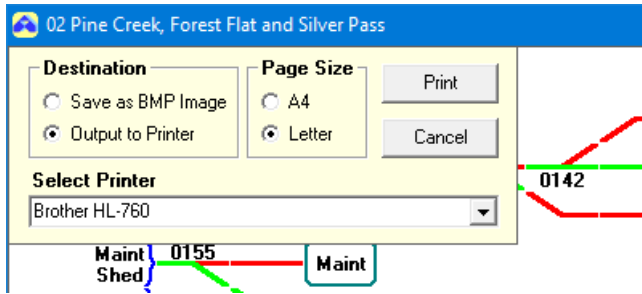 02 Pine Creek, Forest Flat and Silver Pass
Destination
Save as BMP Image
Output to Printer
Page Size
A4
Letter
Print
Cancel
Select Printer
Brother HL-760
0142
Maint
Shed
0155
Maint